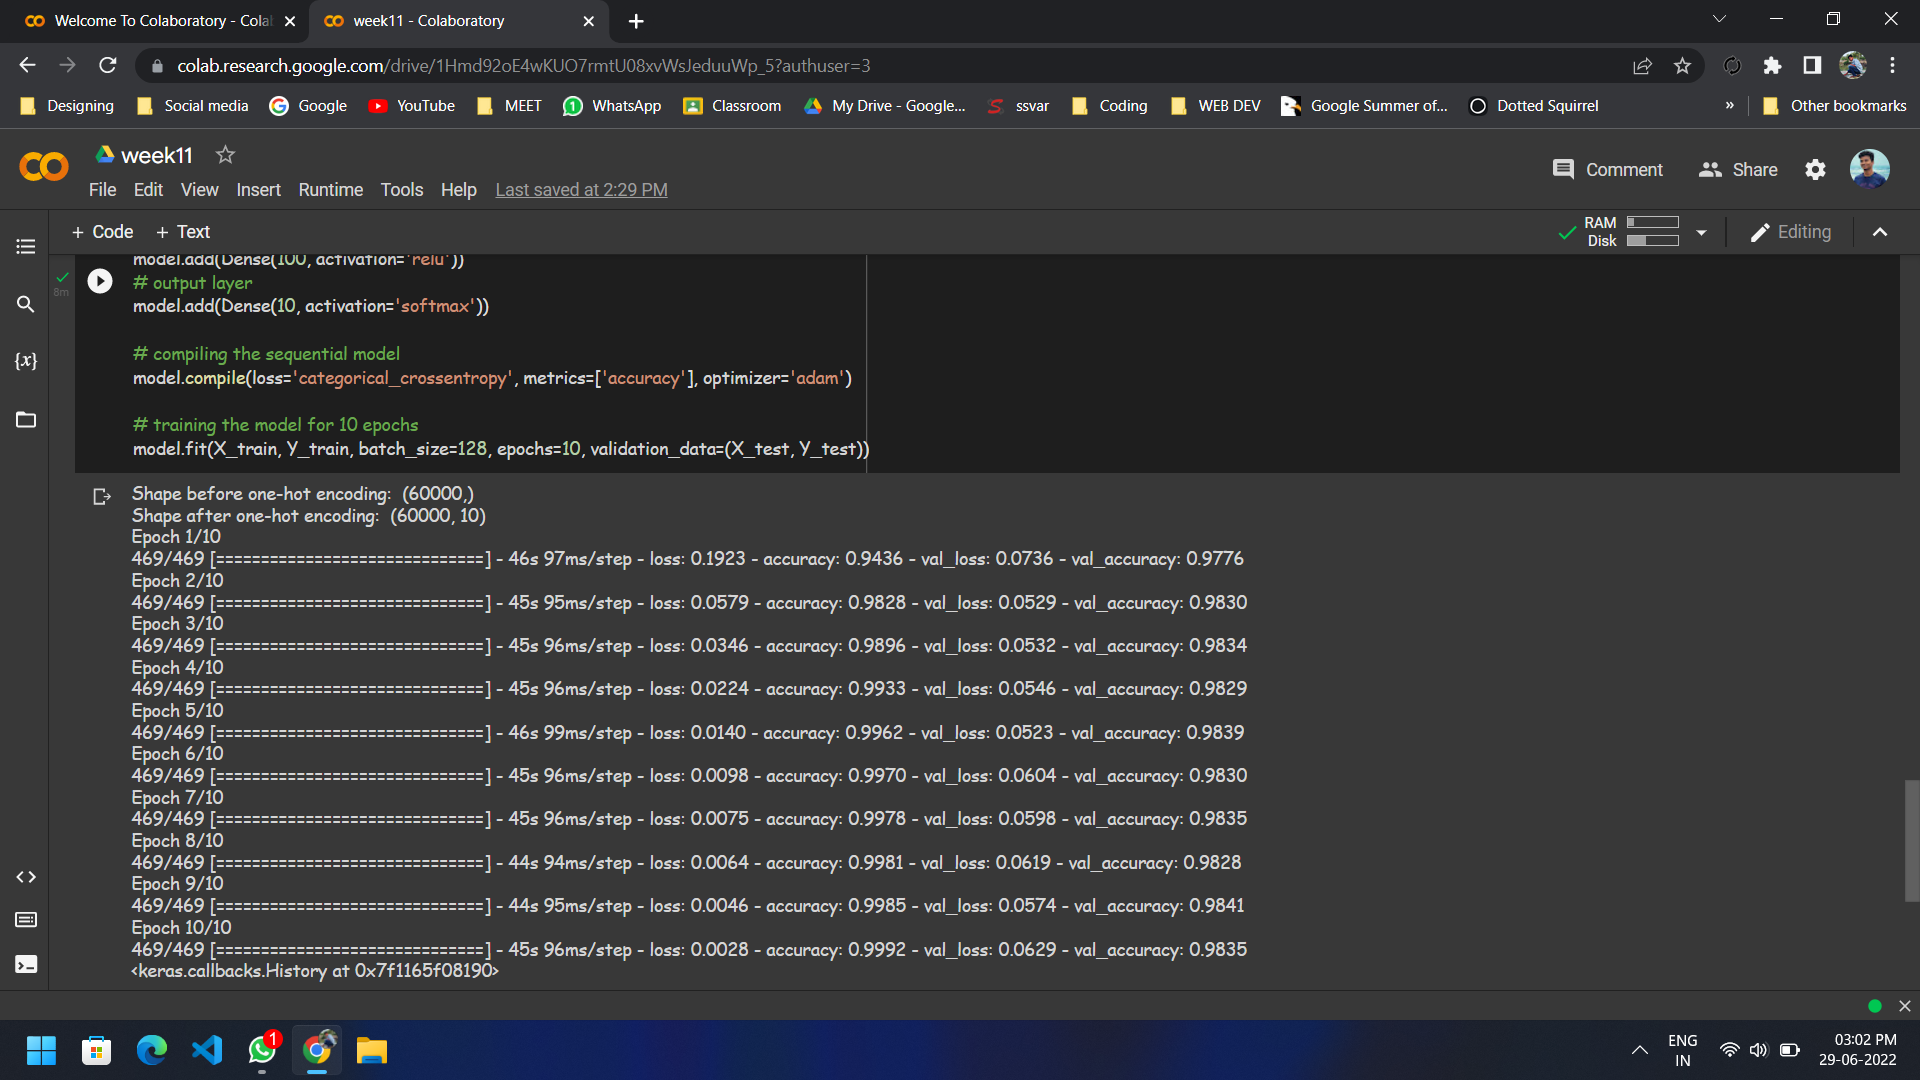 Welcome To Colaboratory - Cola
week11 - Colaboratory
colab.research.google.com/drive/1Hmd92oE4wKUO7rmtU08xvWsJeduuWp_5?authuser=3
Designing Social media Google YouTube MEET WhatsApp Classroom My Drive - Google... ssvar Coding WEB DEV Google Summer of... Dotted Squirrel » Other bookmarks
week11
Comment Share
File Edit View Insert Runtime Tools Help Last saved at 2:29 PM
+ Code + Text
RAM
Disk
Editing
model.add(Dense(100, activation='relu'))
8m
# output layer
model.add(Dense(10, activation='softmax'))
# compiling the sequential model
model.compile(loss='categorical_crossentropy', metrics=['accuracy'], optimizer='adam')
# training the model for 10 epochs
model.fit(X_train, Y_train, batch_size=128, epochs=10, validation_data=(X_test, Y_test))
Shape before one-hot encoding:  (60000,)
Shape after one-hot encoding:  (60000, 10)
Epoch 1/10
469/469 [==============================] - 46s 97ms/step - loss: 0.1923 - accuracy: 0.9436 - val_loss: 0.0736 - val_accuracy: 0.9776
Epoch 2/10
469/469 [==============================] - 45s 95ms/step - loss: 0.0579 - accuracy: 0.9828 - val_loss: 0.0529 - val_accuracy: 0.9830
Epoch 3/10
469/469 [==============================] - 45s 96ms/step - loss: 0.0346 - accuracy: 0.9896 - val_loss: 0.0532 - val_accuracy: 0.9834
Epoch 4/10
469/469 [==============================] - 45s 96ms/step - loss: 0.0224 - accuracy: 0.9933 - val_loss: 0.0546 - val_accuracy: 0.9829
Epoch 5/10
469/469 [==============================] - 46s 99ms/step - loss: 0.0140 - accuracy: 0.9962 - val_loss: 0.0523 - val_accuracy: 0.9839
Epoch 6/10
469/469 [==============================] - 45s 96ms/step - loss: 0.0098 - accuracy: 0.9970 - val_loss: 0.0604 - val_accuracy: 0.9830
Epoch 7/10
469/469 [==============================] - 45s 96ms/step - loss: 0.0075 - accuracy: 0.9978 - val_loss: 0.0598 - val_accuracy: 0.9835
Epoch 8/10
469/469 [==============================] - 44s 94ms/step - loss: 0.0064 - accuracy: 0.9981 - val_loss: 0.0619 - val_accuracy: 0.9828
Epoch 9/10
469/469 [==============================] - 44s 95ms/step - loss: 0.0046 - accuracy: 0.9985 - val_loss: 0.0574 - val_accuracy: 0.9841
Epoch 10/10
469/469 [==============================] - 45s 96ms/step - loss: 0.0028 - accuracy: 0.9992 - val_loss: 0.0629 - val_accuracy: 0.9835
<keras.callbacks.History at 0x7f1165f08190>
1
ENG
IN
03:02 PM
29-06-2022